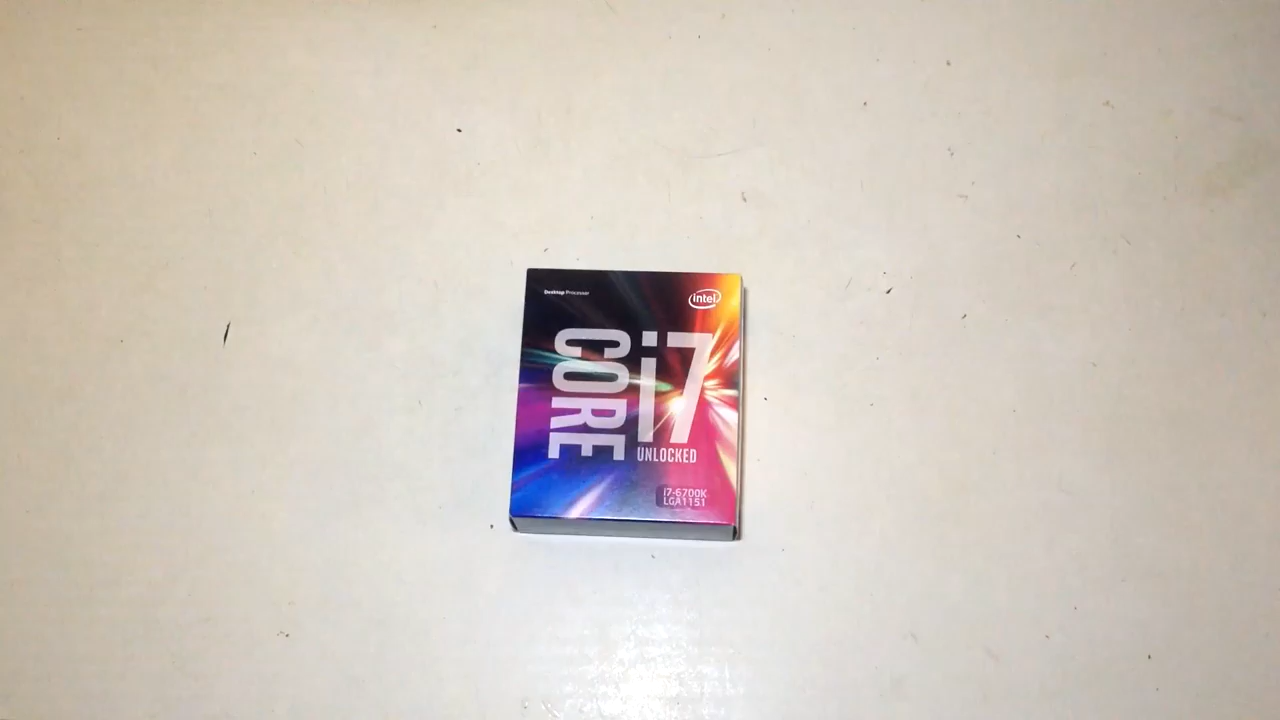 Desktop Processor
intel
CORE
i7
UNLOCKED
i7-6700K
LGA1151